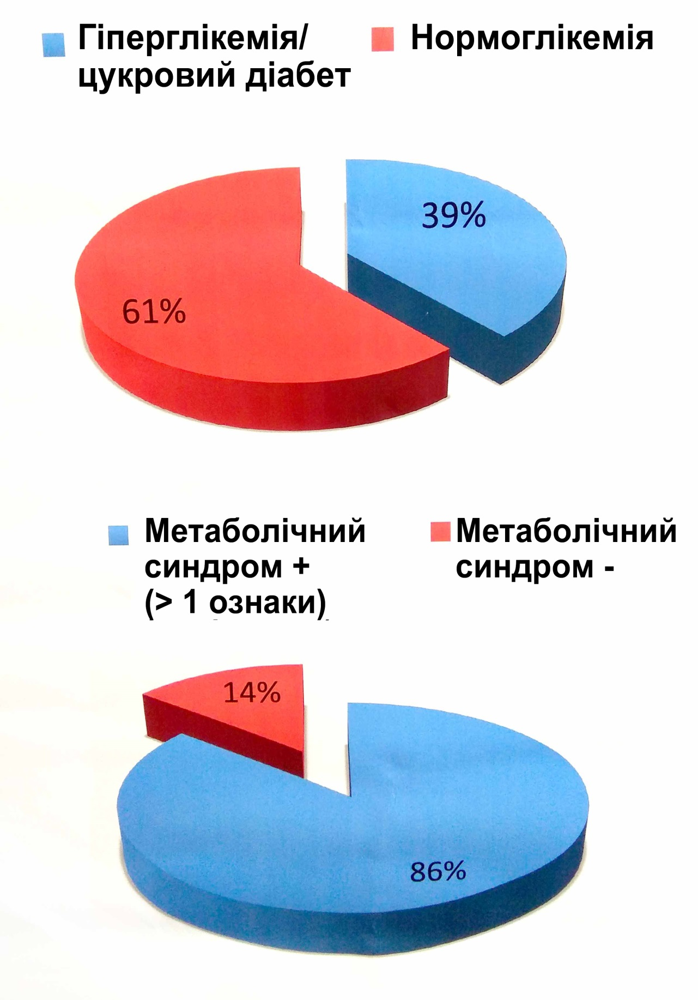 Гіперглікемія/
цукровий діабет
Нормоглікемія
39%
61%
Метаболічний
синдром +
(> 1 ознаки)
Метаболічний
синдром -
14%
86%